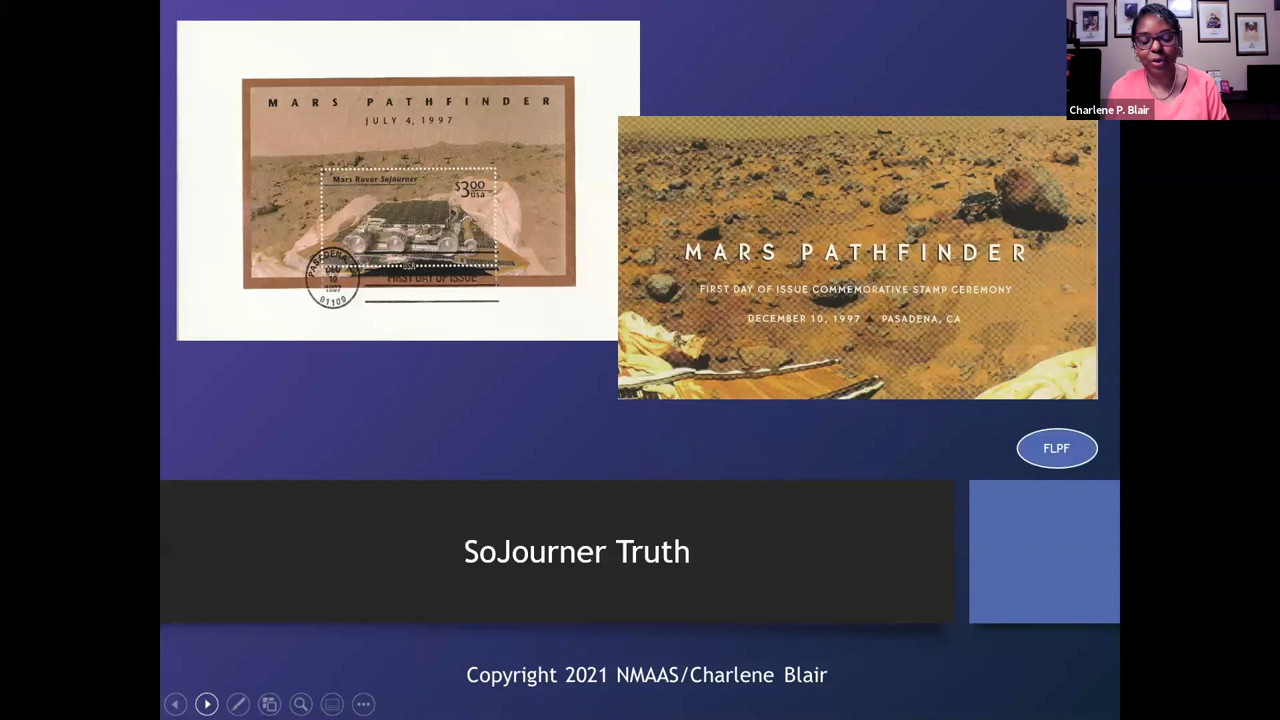 MARS PATHFINDER
JULY 4, 1997
Mars Rover Sojourner
$3.00
usa
PASADENA
10
1997
91109
FIRST DAY OF ISSUE
Charlene P. Blair
MARS PATHFINDER
FIRST DAY OF ISSUE COMMEMORATIVE STAMP CEREMONY
DECEMBER 10, 1997 PASADENA, CA
FLPF
SoJourner Truth
Copyright 2021 NMAAS/Charlene Blair